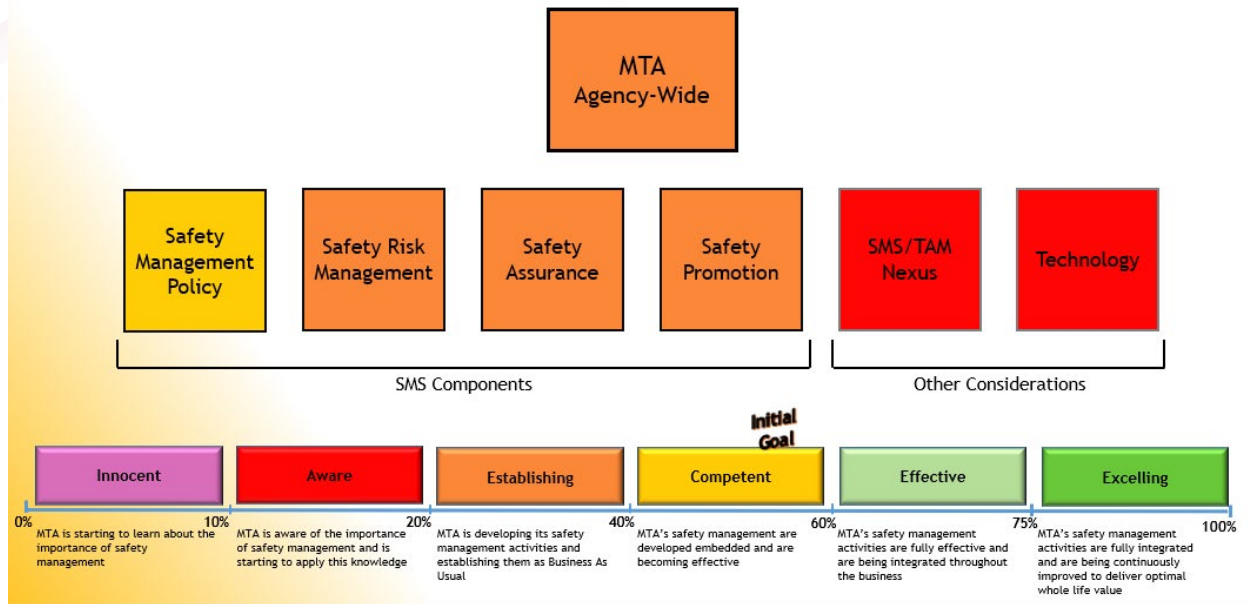 MTA
Agency-Wide
Safety
Management
Policy
Safety Risk
Management
Safety
Assurance
Safety
Promotion
SMS/TAM
Nexus
Technology
SMS Components
Other Considerations
Initial
Goal
Innocent
Aware
Establishing
Competent
Effective
Excelling
0%
10%
20%
40%
60%
75%
100%
MTA is starting to learn about the
importance of safety
management
MTA is aware of the importance
of safety management and is
starting to apply this knowledge
MTA is developing its safety
management activities and
establishing them as Business As
Usual
MTA's safety management are
developed embedded and are
becoming effective
MTA's safety management
activities are fully effective and
are being integrated throughout
the business
MTA's safety management
activities are fully integrated
and are being continuously
improved to deliver optimal
whole life value